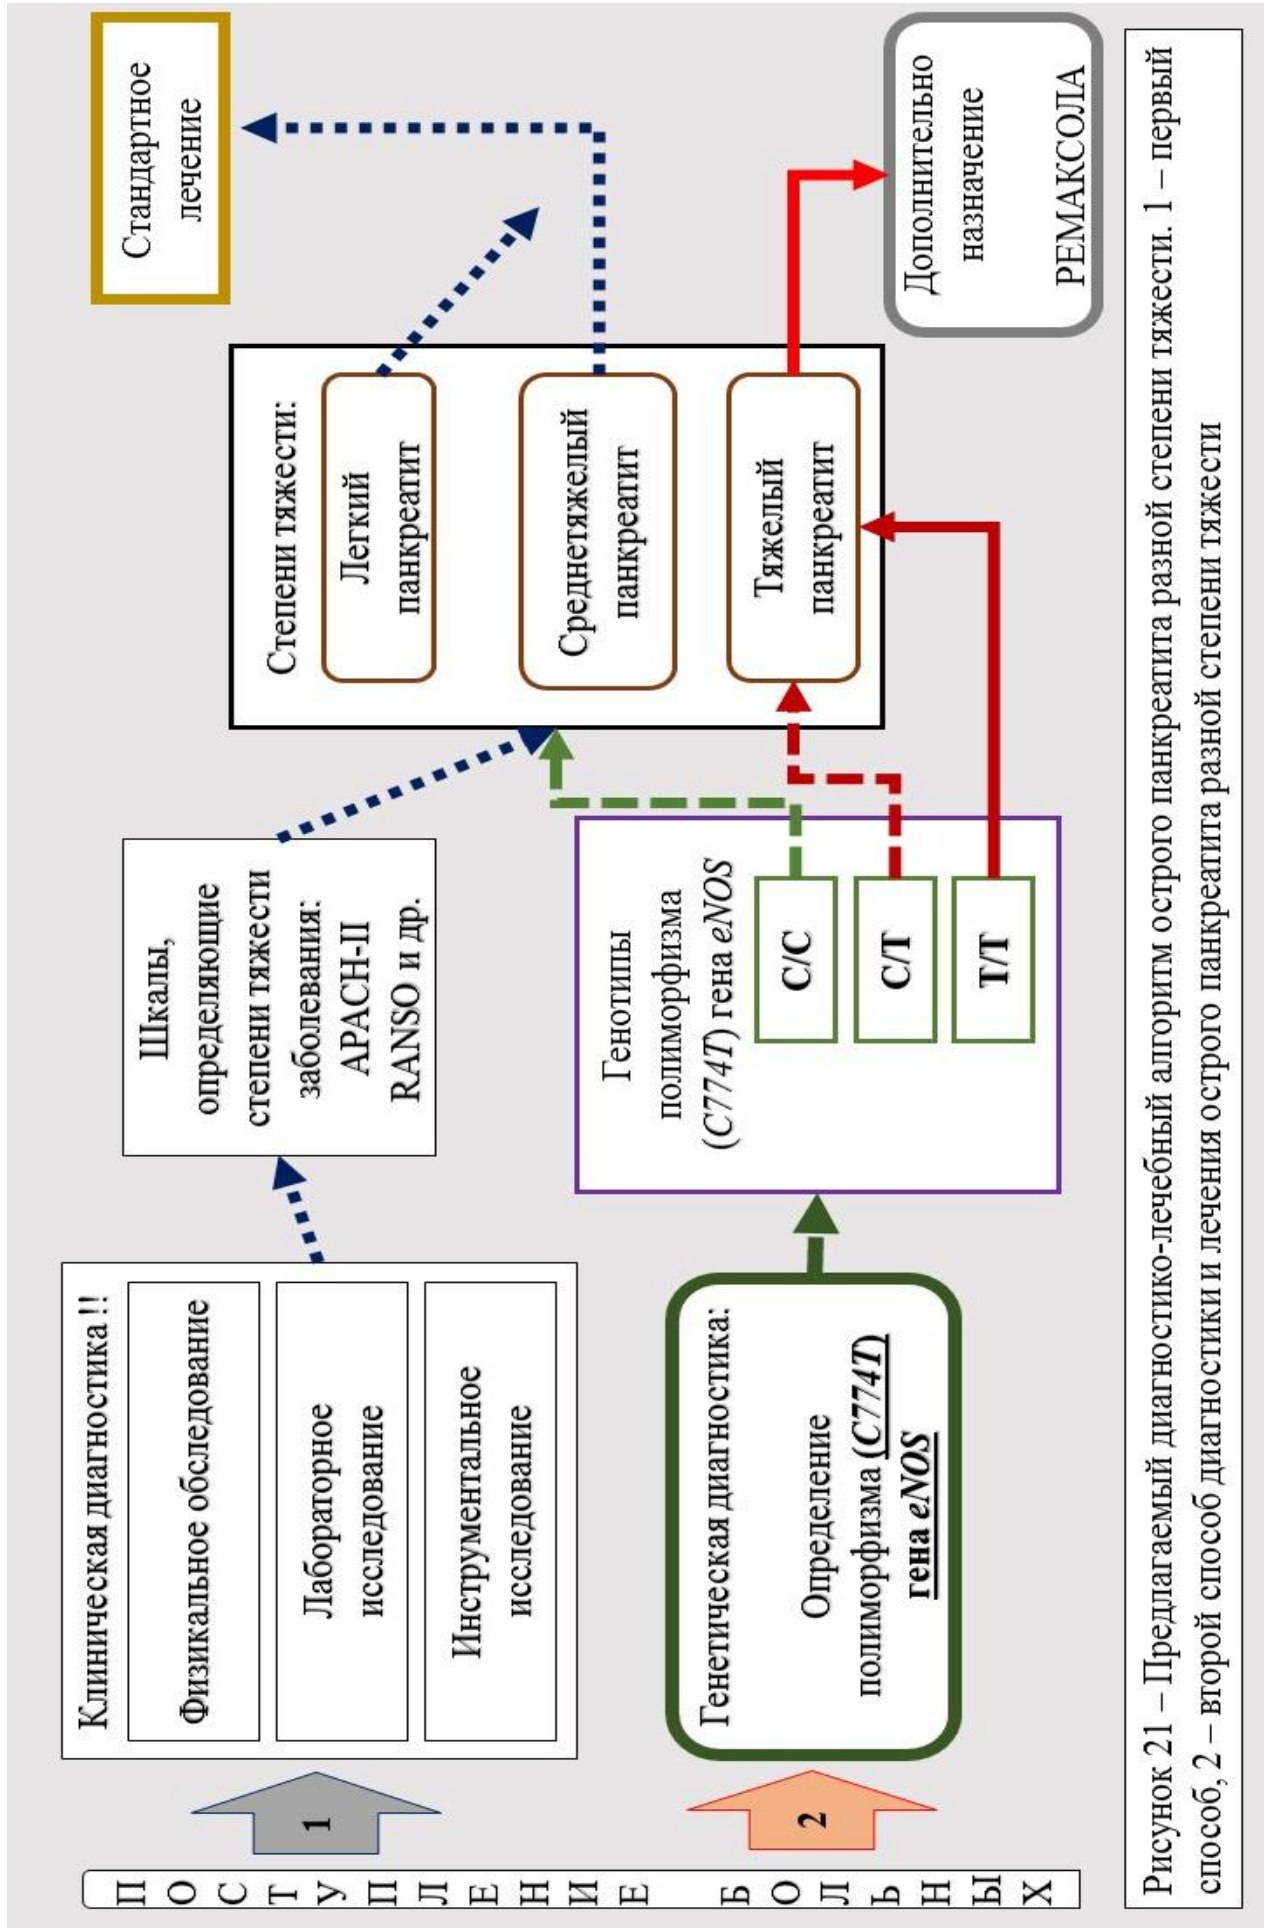 ПОСТУПЛЕНИЕ БОЛЬНЫХ
1
Клиническая диагностика !!
Физикальное обследование
Лабораторное
исследование
Инструментальное
исследование
Шкалы,
определяющие
степени тяжести
заболевания:
APACH-II
RANSO и др.
2
Генетическая диагностика:
Определение
полиморфизма (C774T)
гена eNOS
Генотипы
полиморфизма
(C774T) гена eNOS
C/C
C/T
T/T
Степени тяжести:
Легкий
панкреатит
Среднетяжелый
панкреатит
Тяжелый
панкреатит
Стандартное
лечение
Дополнительно
назначение
РЕМАКСОЛА
Рисунок 21 – Предлагаемый диагностико-лечебный алгоритм острого панкреатита разной степени тяжести. 1 – первый
способ, 2 – второй способ диагностики и лечения острого панкреатита разной степени тяжести